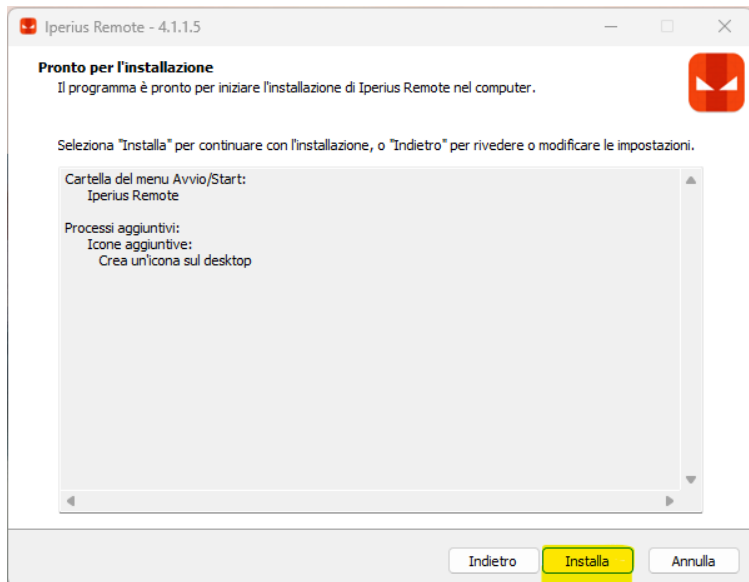 Iperius Remote - 4.1.1.5
Pronto per l'installazione
Il programma è pronto per iniziare l'installazione di Iperius Remote nel computer.
Seleziona "Installa" per continuare con l'installazione, o "Indietro" per rivedere o modificare le impostazioni.
Cartella del menu Avvio/Start:
Iperius Remote
Processi aggiuntivi:
Icone aggiuntive:
Crea un'icona sul desktop
Indietro Installa Annulla